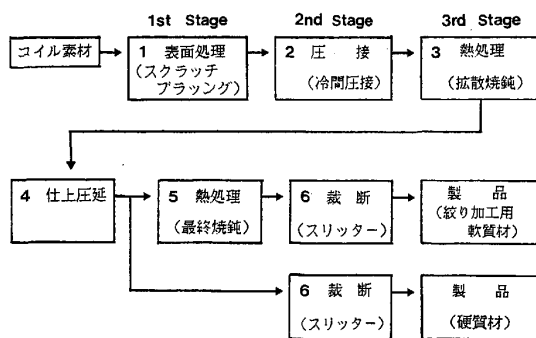 1st Stage 2nd Stage 3rd Stage
コイル素材
1 表面処理
(スクラッチ
ブラッング)
2 圧 接
(冷間圧接)
3 熱処理
(拡散焼鈍)
4 仕上圧延
5 熱処理
(最終焼鈍)
6 裁 断
(スリッター)
製 品
(絞り加工用
軟質材)
6 裁 断
(スリッター)
製 品
(硬質材)